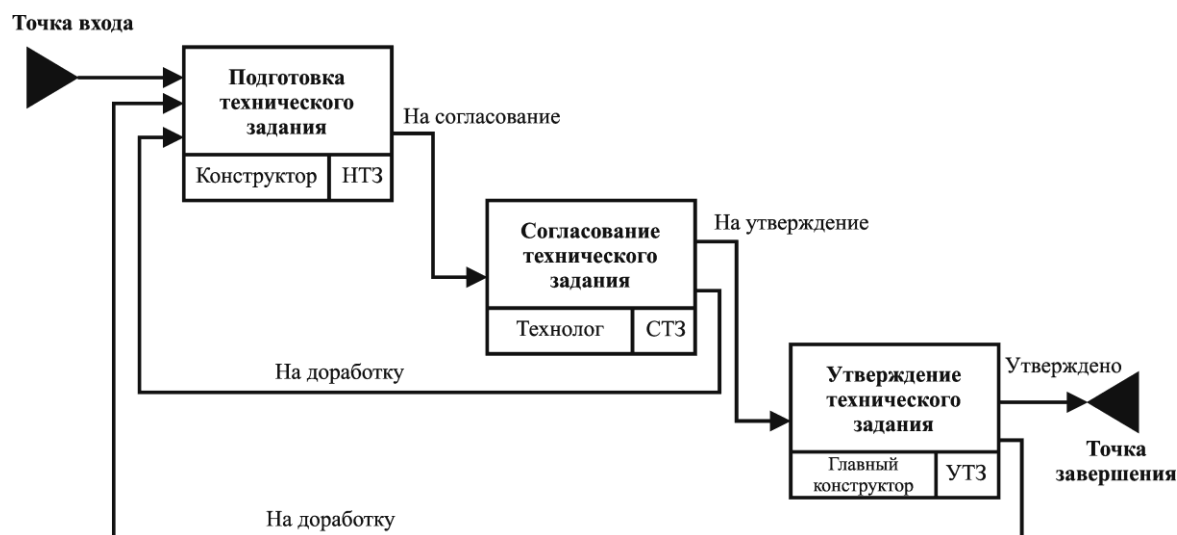 Точка входа
Подготовка
технического
задания
Конструктор
НТЗ
На согласование
Согласование
технического
задания
Технолог
СТЗ
На утверждение
На доработку
Утверждение
технического
задания
Главный
конструктор
УТЗ
Утверждено
Точка
завершения
На доработку